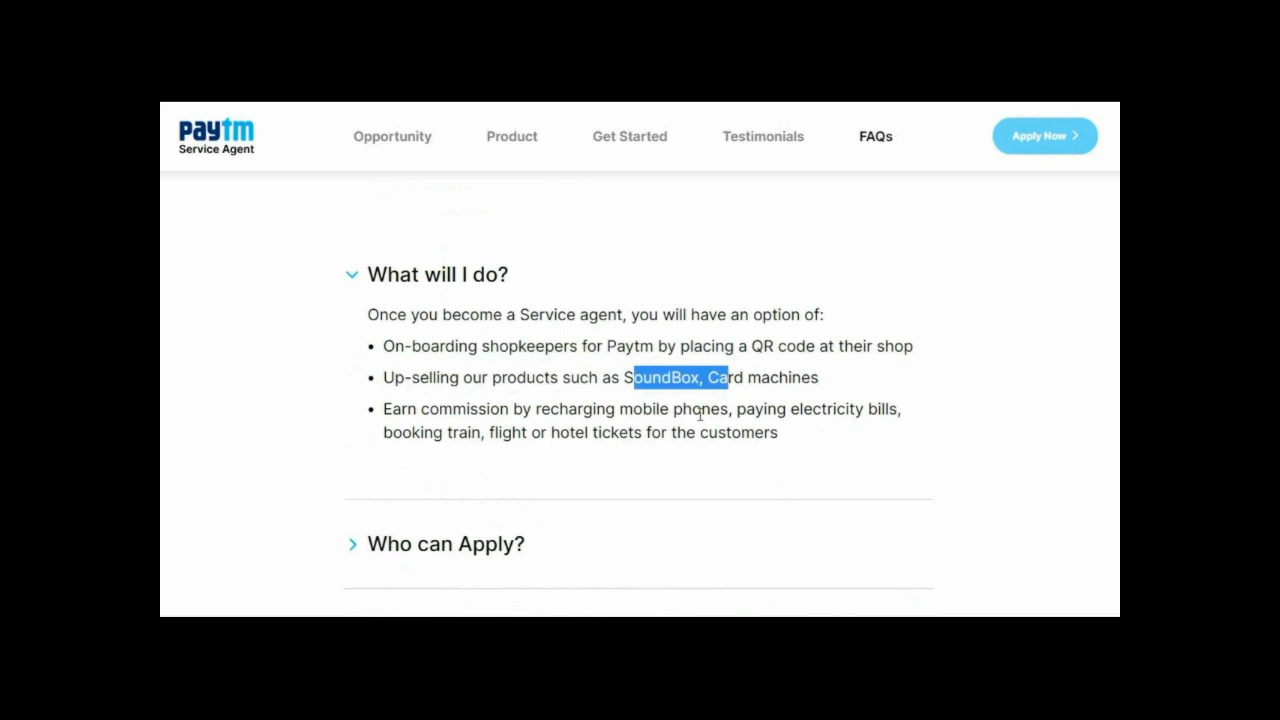 paytm
Service Agent
Opportunity
Product
Get Started
Testimonials
FAQs
Apply Now
What will I do?
Once you become a Service agent, you will have an option of:
• On-boarding shopkeepers for Paytm by placing a QR code at their shop
• Up-selling our products such as SoundBox, Card machines
• Earn commission by recharging mobile phones, paying electricity bills,
booking train, flight or hotel tickets for the customers
Who can Apply?